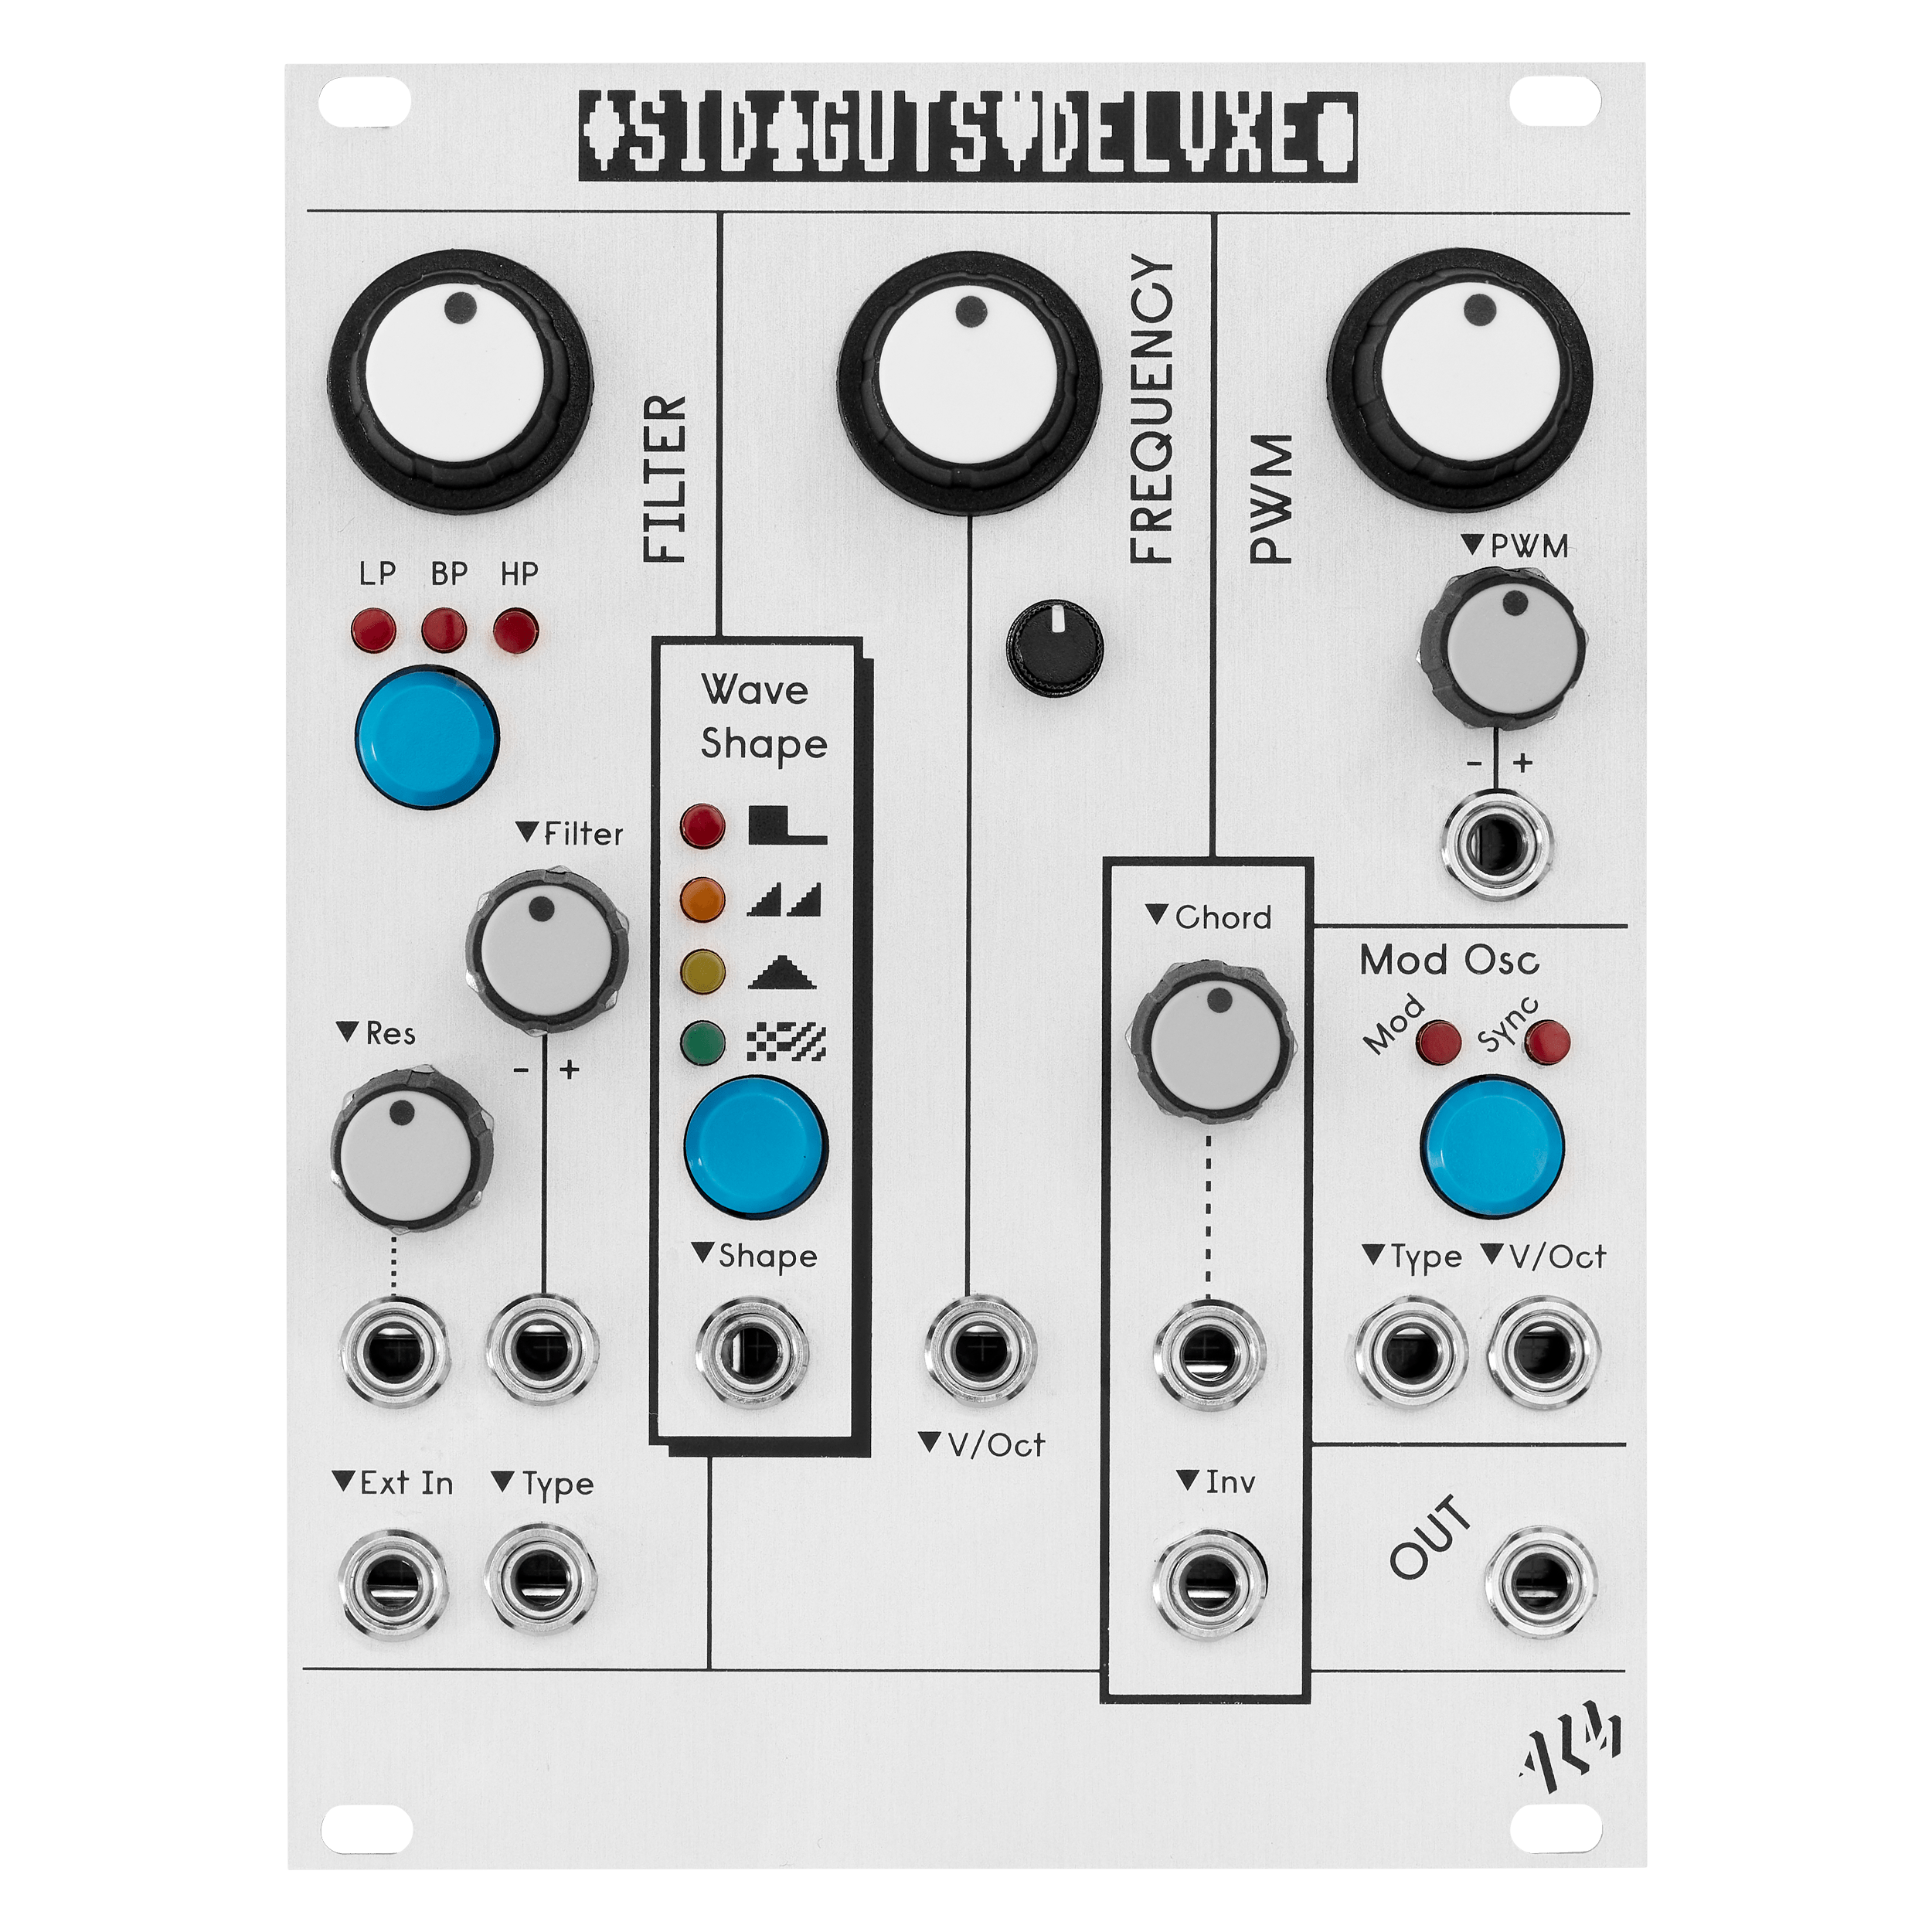 SID GUTS DELUXE
FILTER
FREQUENCY
PWM
LP BP HP
▼PWM
- +
Wave
Shape
▼Filter
- +
▼Res
▼Chord
Mod Osc
Mod Sync
▼Shape
▼Type ▼V/Oct
▼V/Oct
▼Ext In ▼Type
▼Inv
OUT
ALM